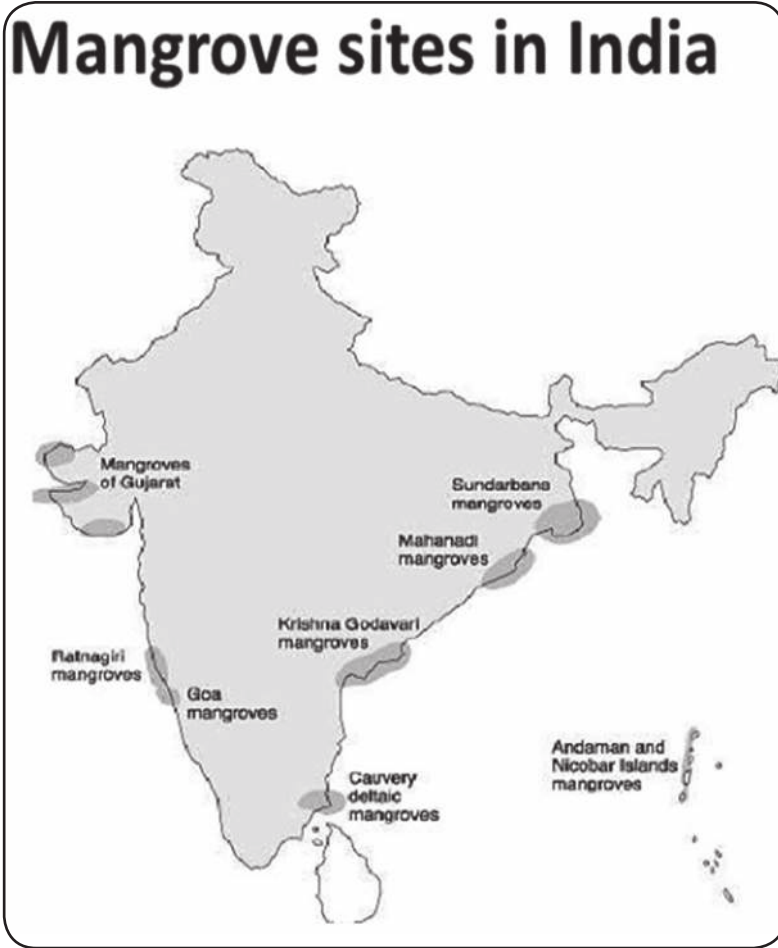 Mangrove sites in India
Mangroves
of Gujarat
Sundarbans
mangroves
Mahanadi
mangroves
Krishna Godavari
mangroves
Ratnagiri
mangroves
Goa
mangroves
Andaman and
Nicobar Islands
mangroves
Cauvery
deltaic
mangroves